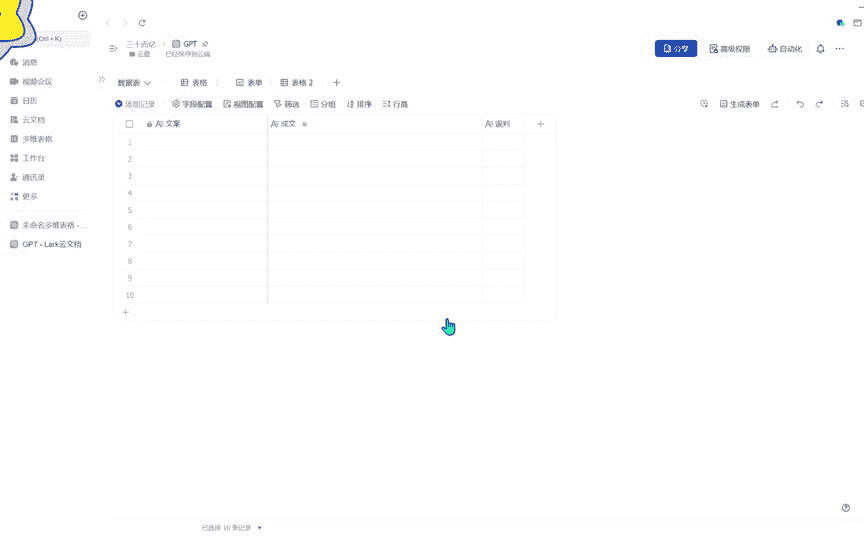 Ctrl + K)
消息
视频会议
日历
云文档
多维表格
工作台
通讯录
更多
未命名多维表格 -...
GPT - Lark云文档
三十而亿 > GPT
云盘 已经保存到云端
分享 高级权限 自动化 ...
数据表 表格 表单 表格 2 +
添加记录 字段配置 视图配置 筛选 分组 排序 行高 生成表单
文案 成文 AI 误判 +
1
2
3
4
5
6
7
8
9
10
+
已选择 10 条记录